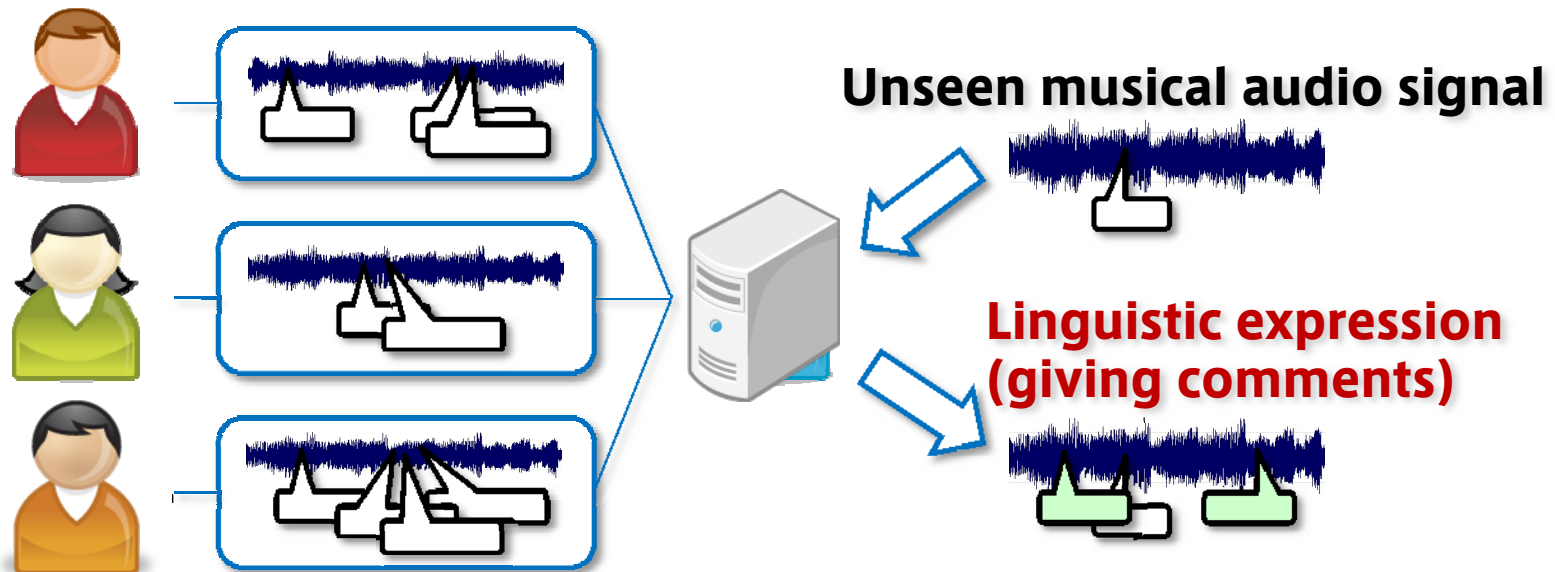 Unseen musical audio signal
Linguistic expression
(giving comments)